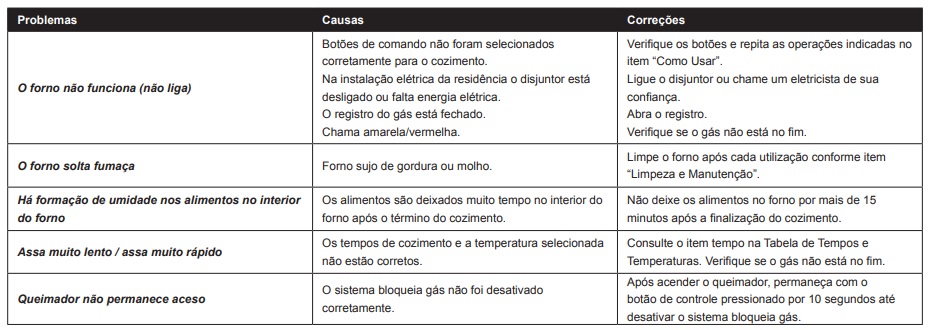 Problemas
Causas
Correções
O forno não funciona (não liga)
Botões de comando não foram selecionados
corretamente para o cozimento.
Na instalação elétrica da residência o disjuntor está
desligado ou falta energia elétrica.
O registro do gás está fechado.
Chama amarela/vermelha.
Verifique os botões e repita as operações indicadas no
item “Como Usar”.
Ligue o disjuntor ou chame um eletricista de sua
confiança.
Abra o registro.
Verifique se o gás não está no fim.
O forno solta fumaça
Forno sujo de gordura ou molho.
Limpe o forno após cada utilização conforme item
“Limpeza e Manutenção”.
Há formação de umidade nos alimentos no interior
do forno
Os alimentos são deixados muito tempo no interior do
forno após o término do cozimento.
Não deixe os alimentos no forno por mais de 15
minutos após a finalização do cozimento.
Assa muito lento / assa muito rápido
Os tempos de cozimento e a temperatura selecionada
não estão corretos.
Consulte o item tempo na Tabela de Tempos e
Temperaturas. Verifique se o gás não está no fim.
Queimador não permanece aceso
O sistema bloqueia gás não foi desativado
corretamente.
Após acender o queimador, permaneça com o
botão de controle pressionado por 10 segundos até
desativar o sistema bloqueia gás.